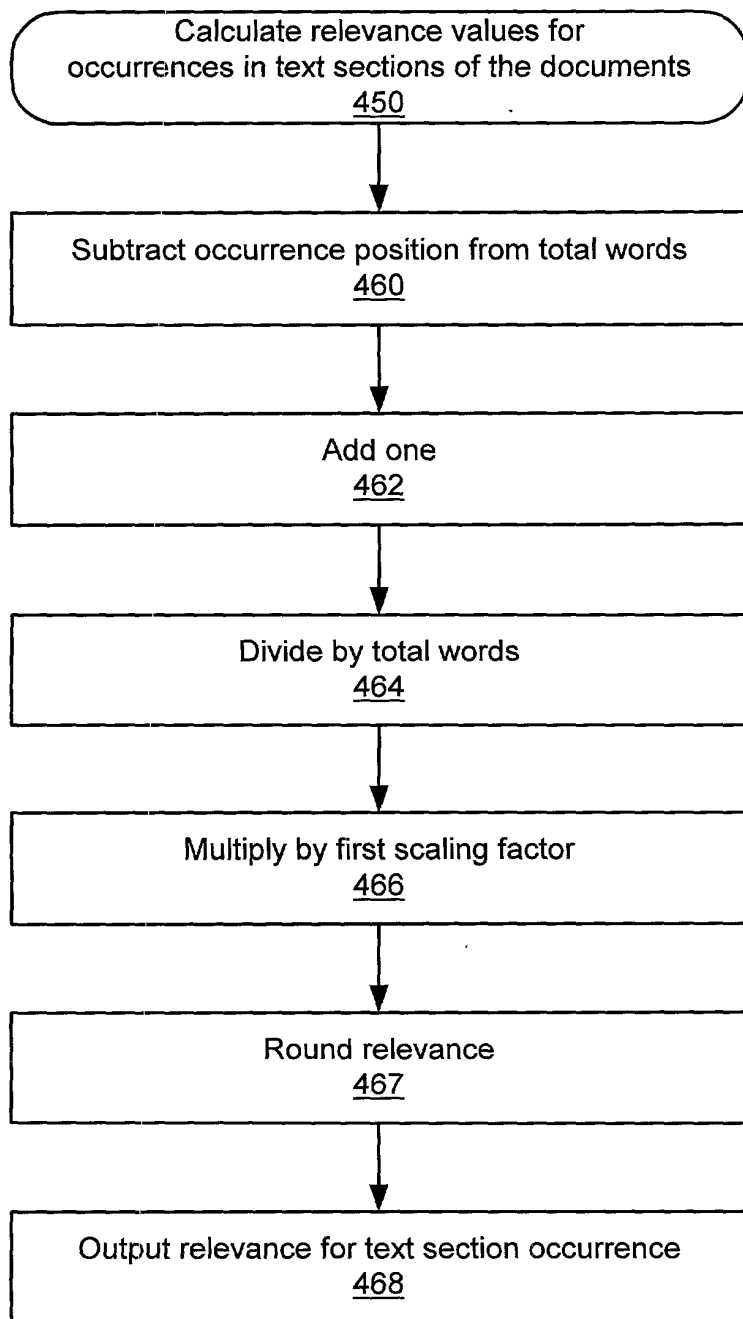 Calculate relevance values for
occurrences in text sections of the documents
450
Subtract occurrence position from total words
460
Add one
462
Divide by total words
464
Multiply by first scaling factor
466
Round relevance
467
Output relevance for text section occurrence
468